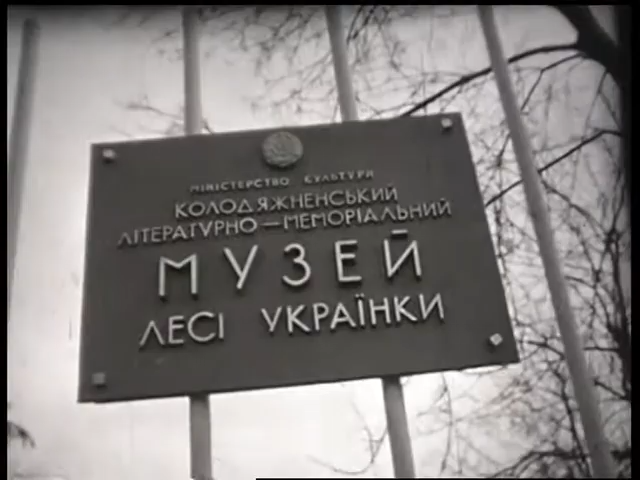 МІНІСТЕРСТВО КУЛЬТУРИ
КОЛОДЯЖНЕНСЬКИЙ
ЛІТЕРАТУРНО-МЕМОРІАЛЬНИЙ
МУЗЕЙ
ЛЕСІ УКРАЇНКИ